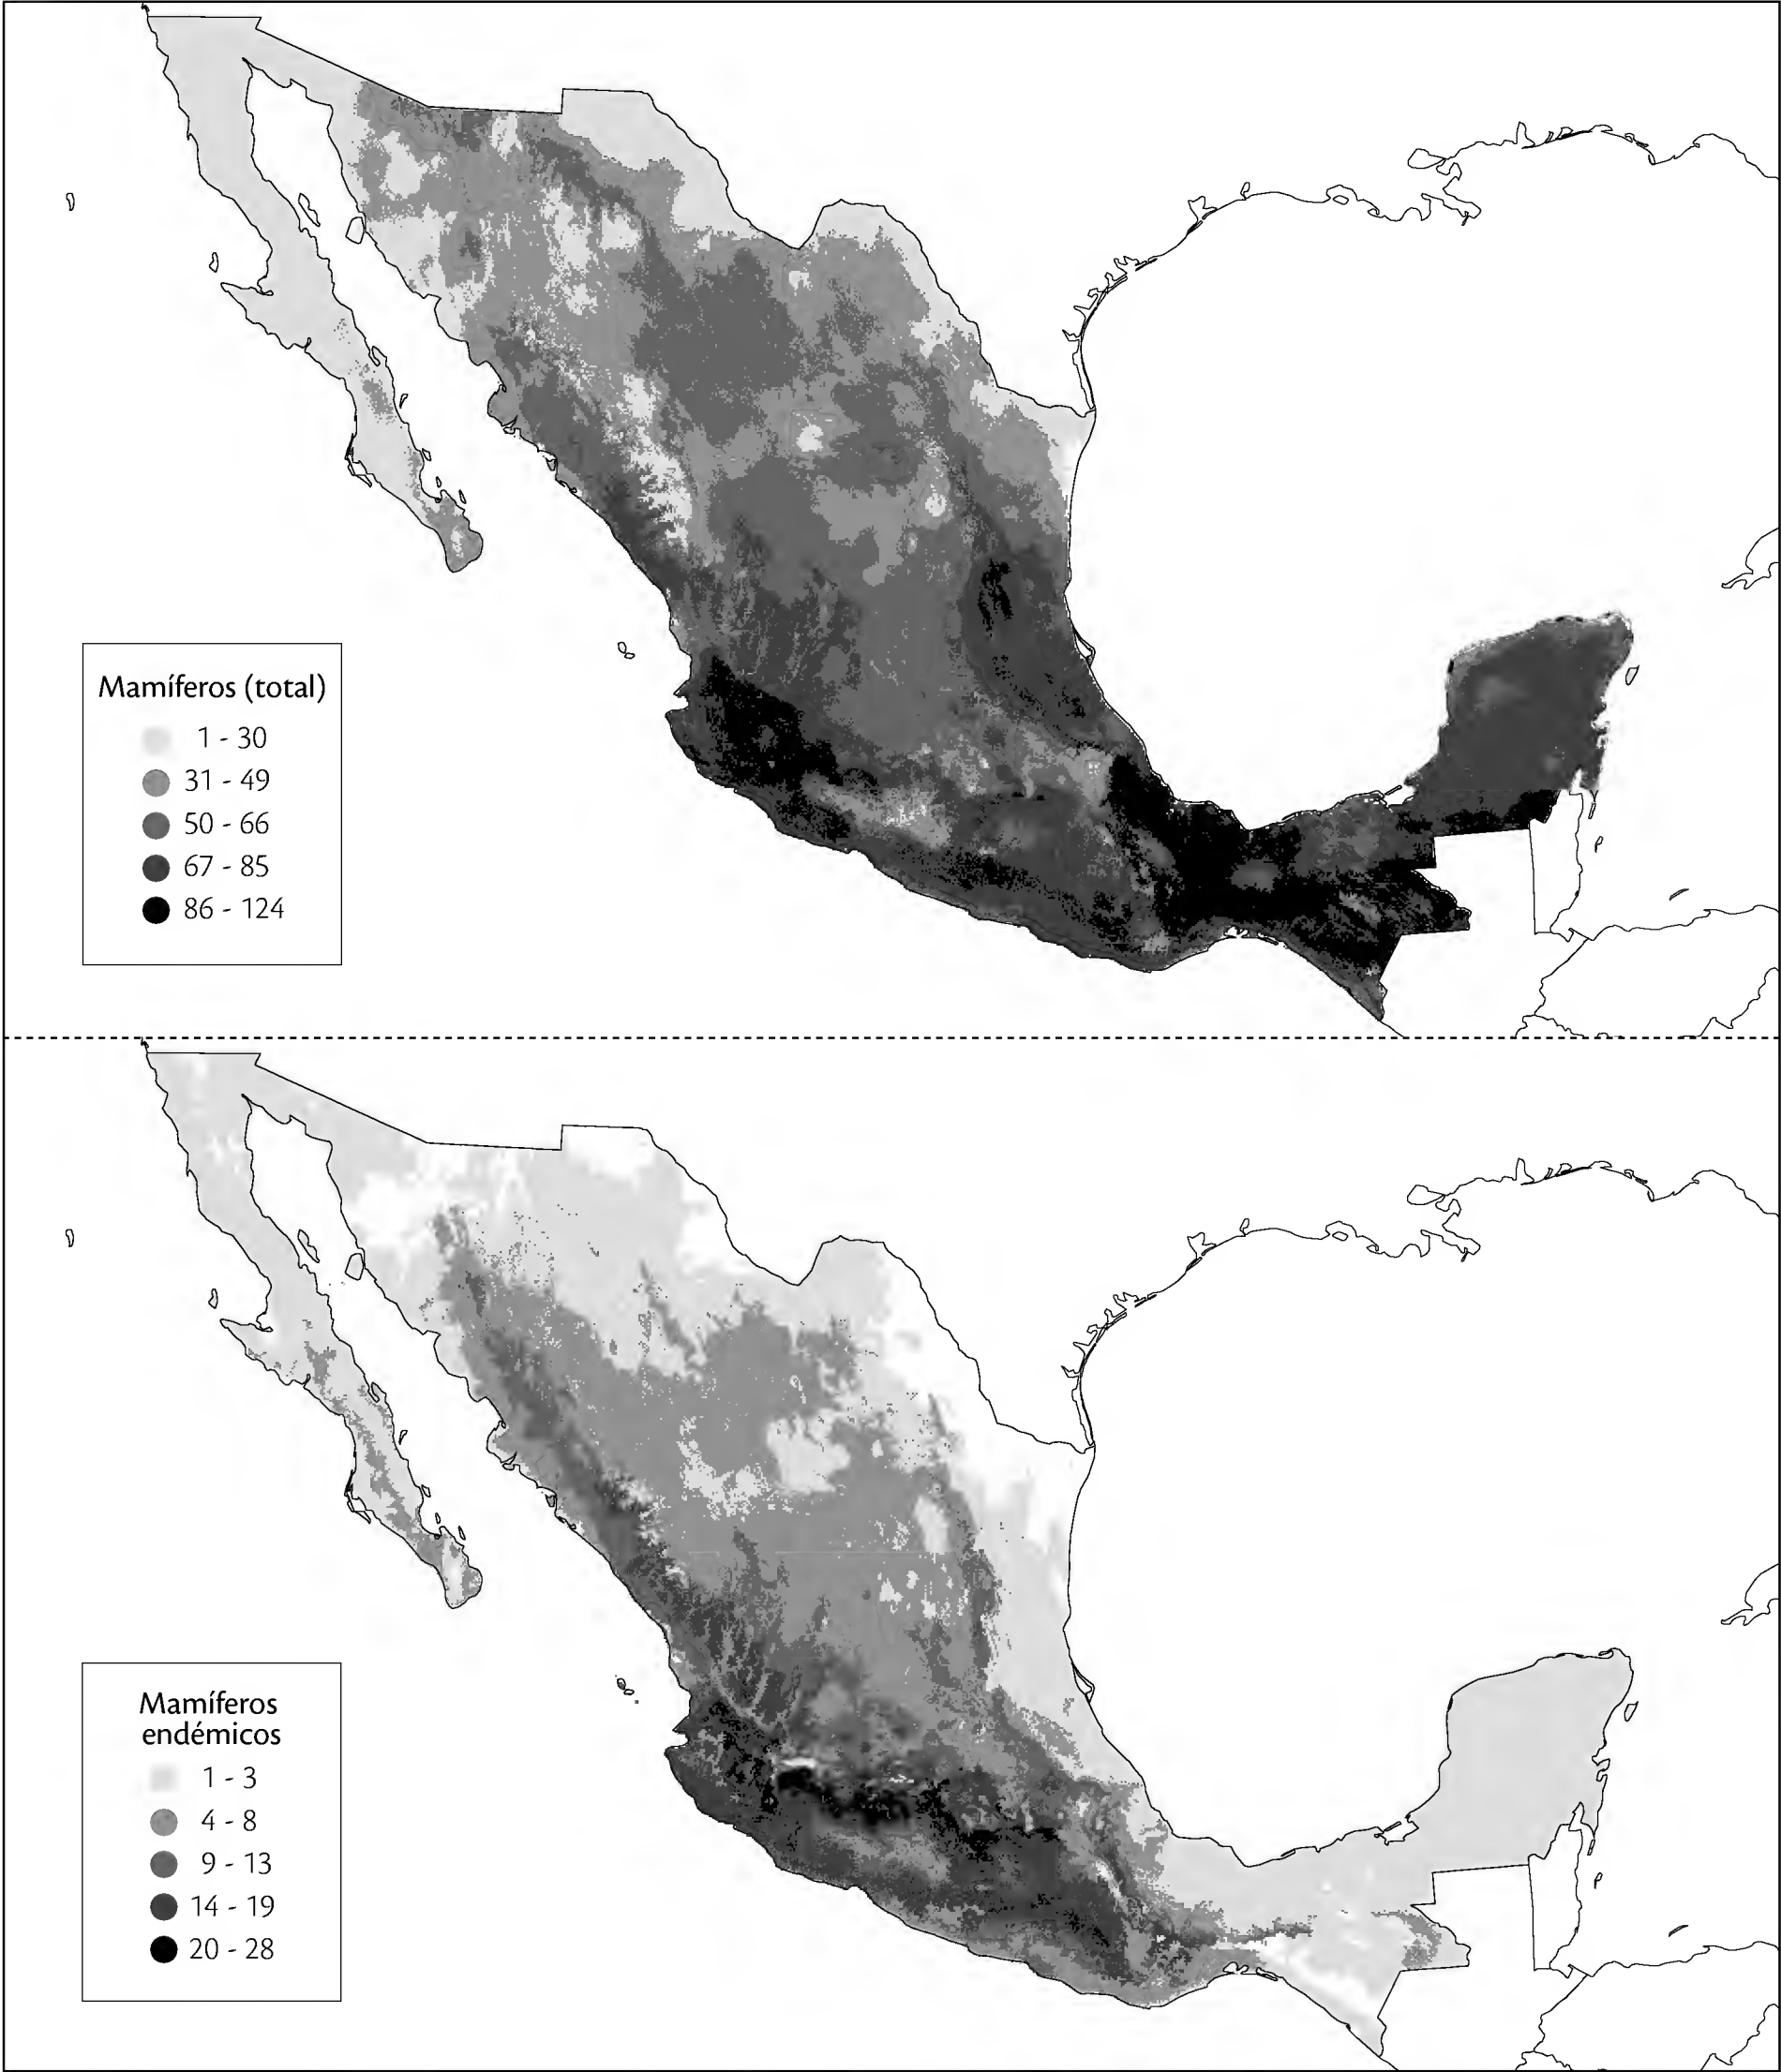 Mamíferos (total)
1 - 30
31 - 49
50 - 66
67 - 85
86 - 124
Mamíferos
endémicos
1 - 3
4 - 8
9 - 13
14 - 19
20 - 28